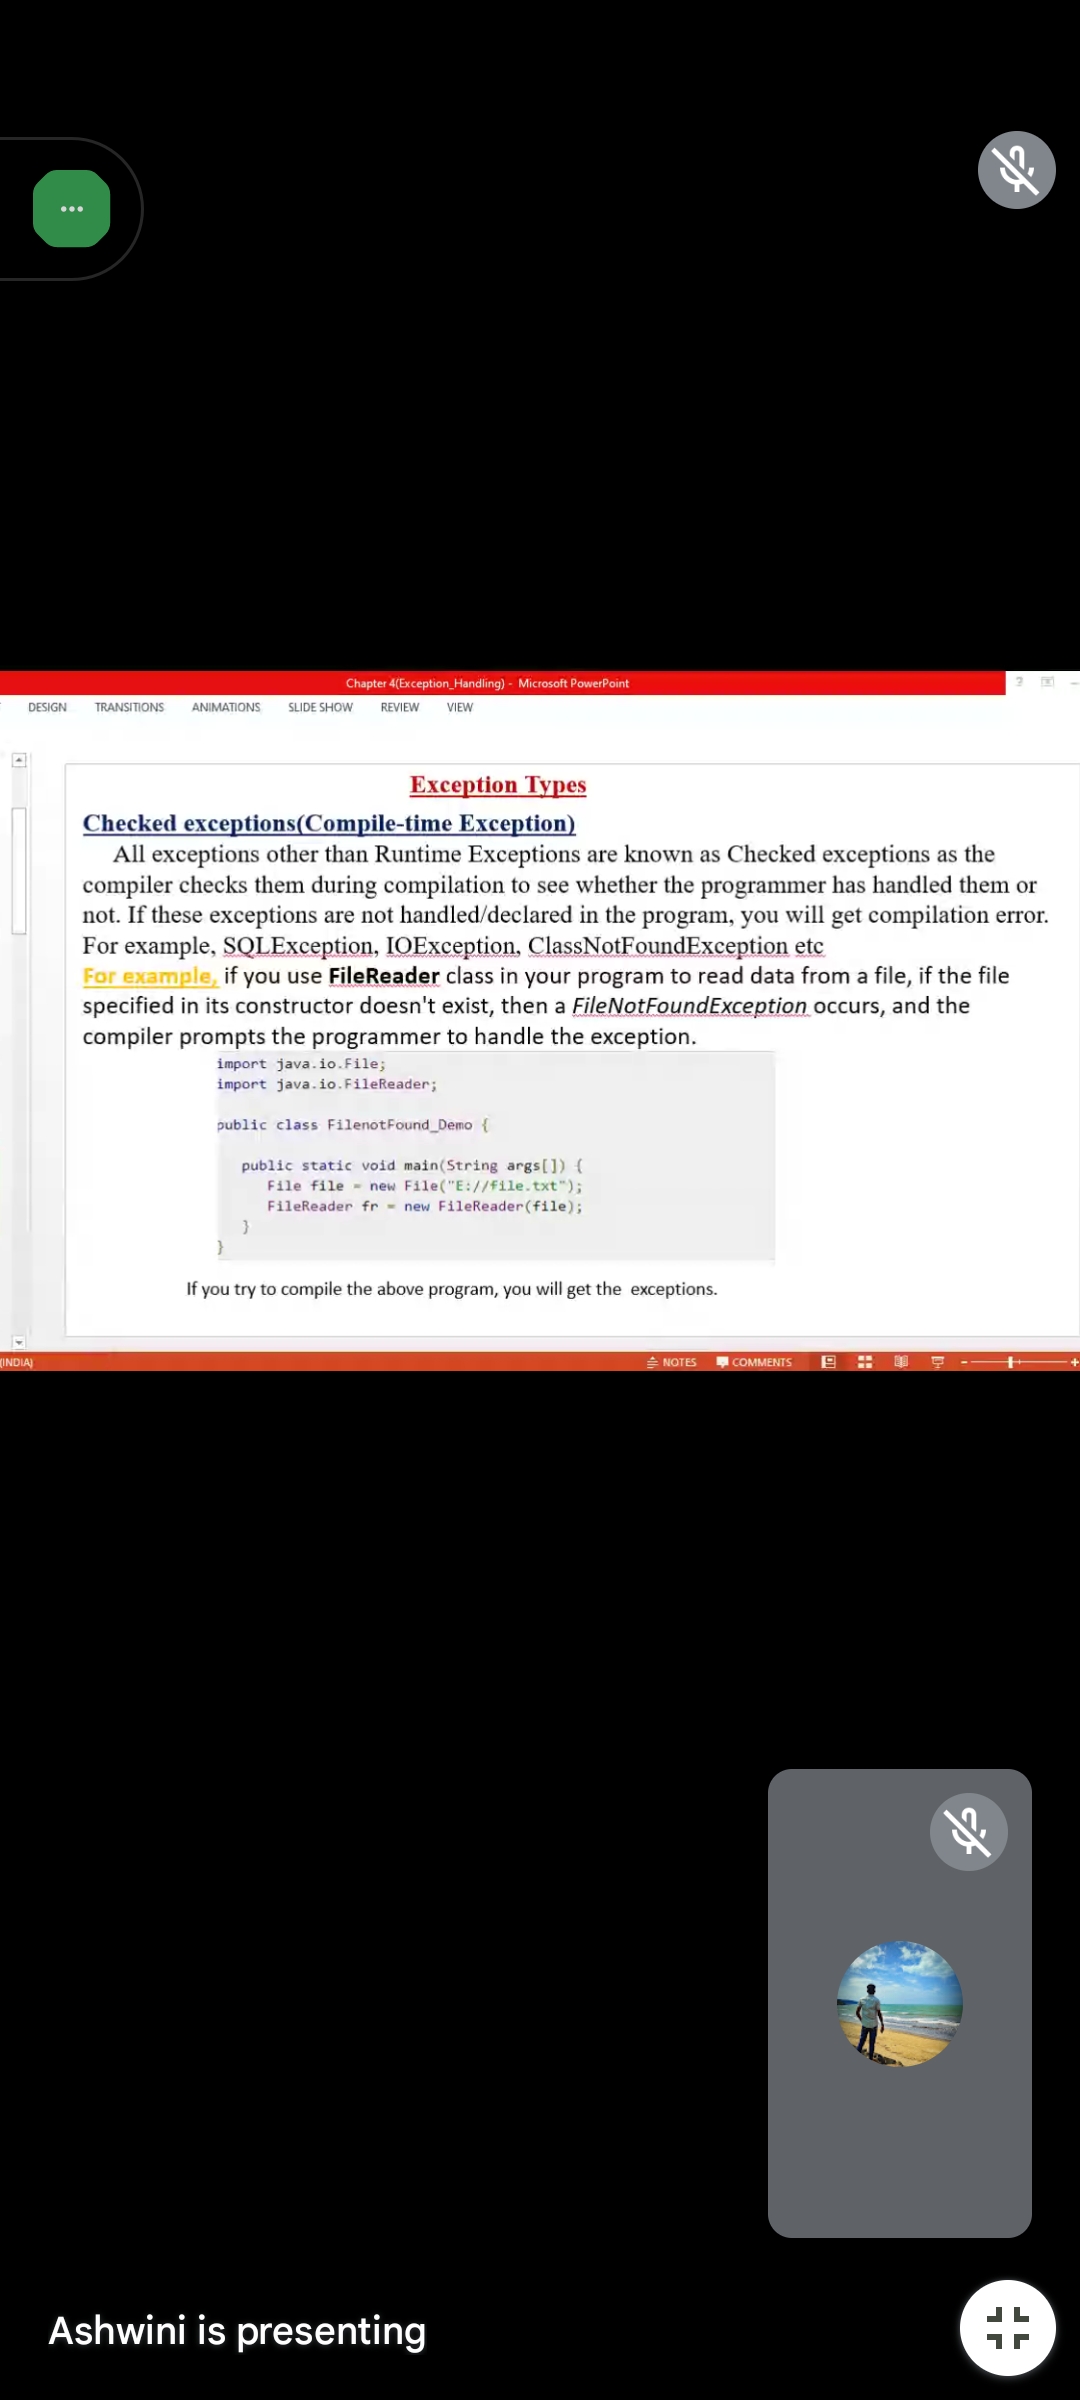 Chapter 4(Exception_Handling) - Microsoft PowerPoint
DESIGN TRANSITIONS ANIMATIONS SLIDE SHOW REVIEW VIEW
Exception Types
Checked exceptions(Compile-time Exception)
All exceptions other than Runtime Exceptions are known as Checked exceptions as the
compiler checks them during compilation to see whether the programmer has handled them or
not. If these exceptions are not handled/declared in the program, you will get compilation error.
For example, SQLException, IOException, ClassNotFoundException etc
For example, if you use FileReader class in your program to read data from a file, if the file
specified in its constructor doesn't exist, then a FileNotFoundException occurs, and the
compiler prompts the programmer to handle the exception.
import java.io.File;
import java.io.FileReader;
public class FilenotFound_Demo {
public static void main(String args[]) {
File file = new File("E://file.txt");
FileReader fr = new FileReader(file);
}
}
If you try to compile the above program, you will get the exceptions.
(INDIA) NOTES COMMENTS
Ashwini is presenting